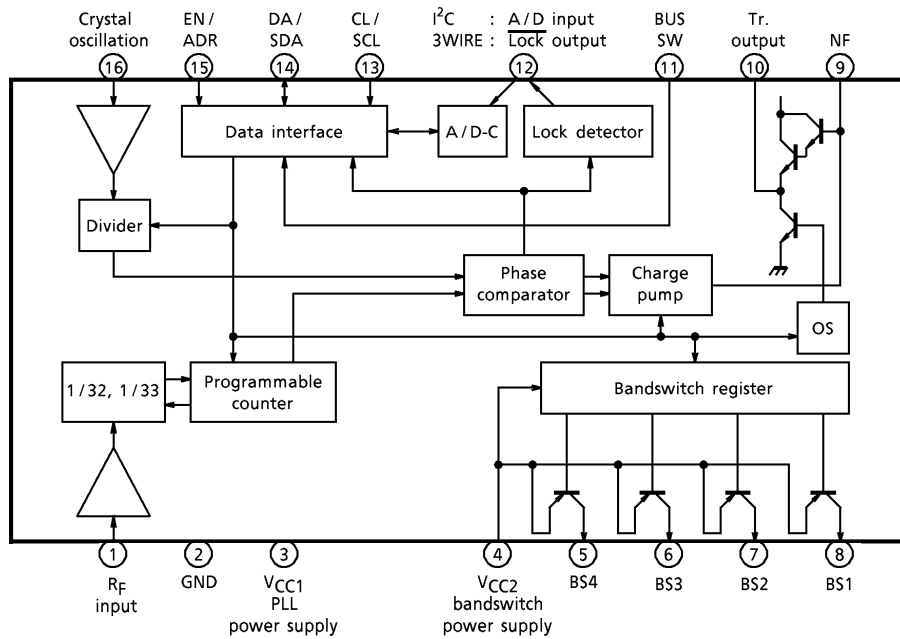 Crystal
oscillation
EN /
ADR
DA /
SDA
CL /
SCL
I²C : A / D input
3WIRE : Lock output
BUS
SW
Tr.
output
NF
16
15
14
13
12
11
10
9
Data interface
A / D-C
Lock detector
Divider
Phase
comparator
Charge
pump
OS
1 / 32, 1 / 33
Programmable
counter
Bandswitch register
1
2
3
4
5
6
7
8
RF
input
GND
VCC1
PLL
power supply
VCC2
bandswitch
power supply
BS4
BS3
BS2
BS1